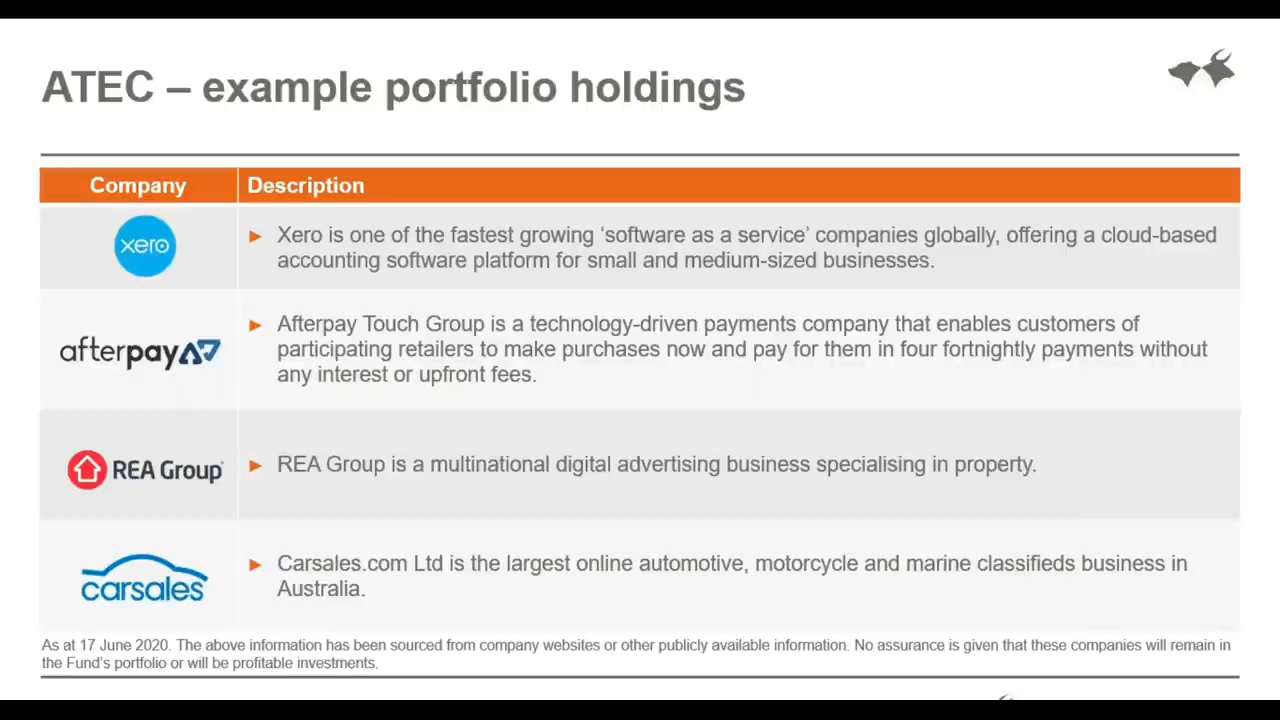 ATEC – example portfolio holdings
Company
Description
xero
Xero is one of the fastest growing ‘software as a service’ companies globally, offering a cloud-based
accounting software platform for small and medium-sized businesses.
afterpay
Afterpay Touch Group is a technology-driven payments company that enables customers of
participating retailers to make purchases now and pay for them in four fortnightly payments without
any interest or upfront fees.
REA Group
REA Group is a multinational digital advertising business specialising in property.
carsales
Carsales.com Ltd is the largest online automotive, motorcycle and marine classifieds business in
Australia.
As at 17 June 2020. The above information has been sourced from company websites or other publicly available information. No assurance is given that these companies will remain in
the Fund’s portfolio or will be profitable investments.